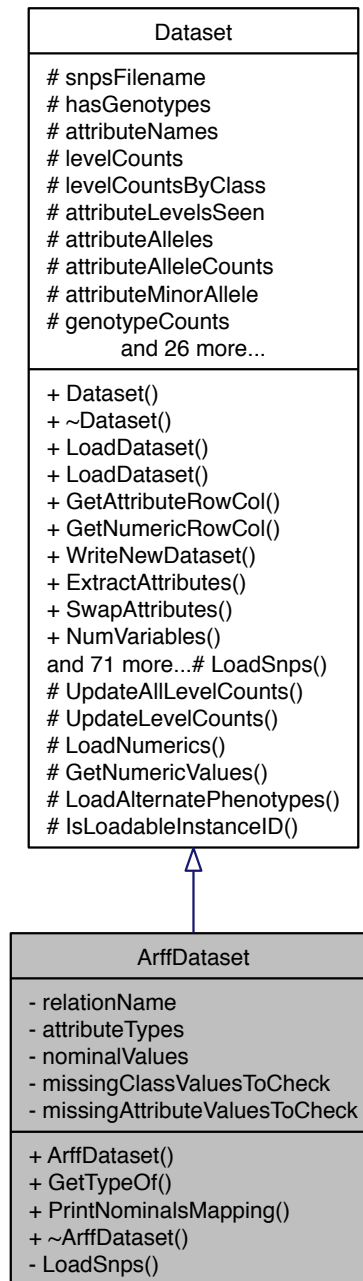 Dataset
# snpsFilename
# hasGenotypes
# attributeNames
# levelCounts
# levelCountsByClass
# attributeLevelsSeen
# attributeAlleles
# attributeAlleleCounts
# attributeMinorAllele
# genotypeCounts
and 26 more...
+ Dataset()
+ ~Dataset()
+ LoadDataset()
+ LoadDataset()
+ GetAttributeRowCol()
+ GetNumericRowCol()
+ WriteNewDataset()
+ ExtractAttributes()
+ SwapAttributes()
+ NumVariables()
and 71 more...# LoadSnps()
# UpdateAllLevelCounts()
# UpdateLevelCounts()
# LoadNumerics()
# GetNumericValues()
# LoadAlternatePhenotypes()
# IsLoadableInstanceID()
ArffDataset
- relationName
- attributeTypes
- nominalValues
- missingClassValuesToCheck
- missingAttributeValuesToCheck
+ ArffDataset()
+ GetTypeOf()
+ PrintNominalsMapping()
+ ~ArffDataset()
- LoadSnps()